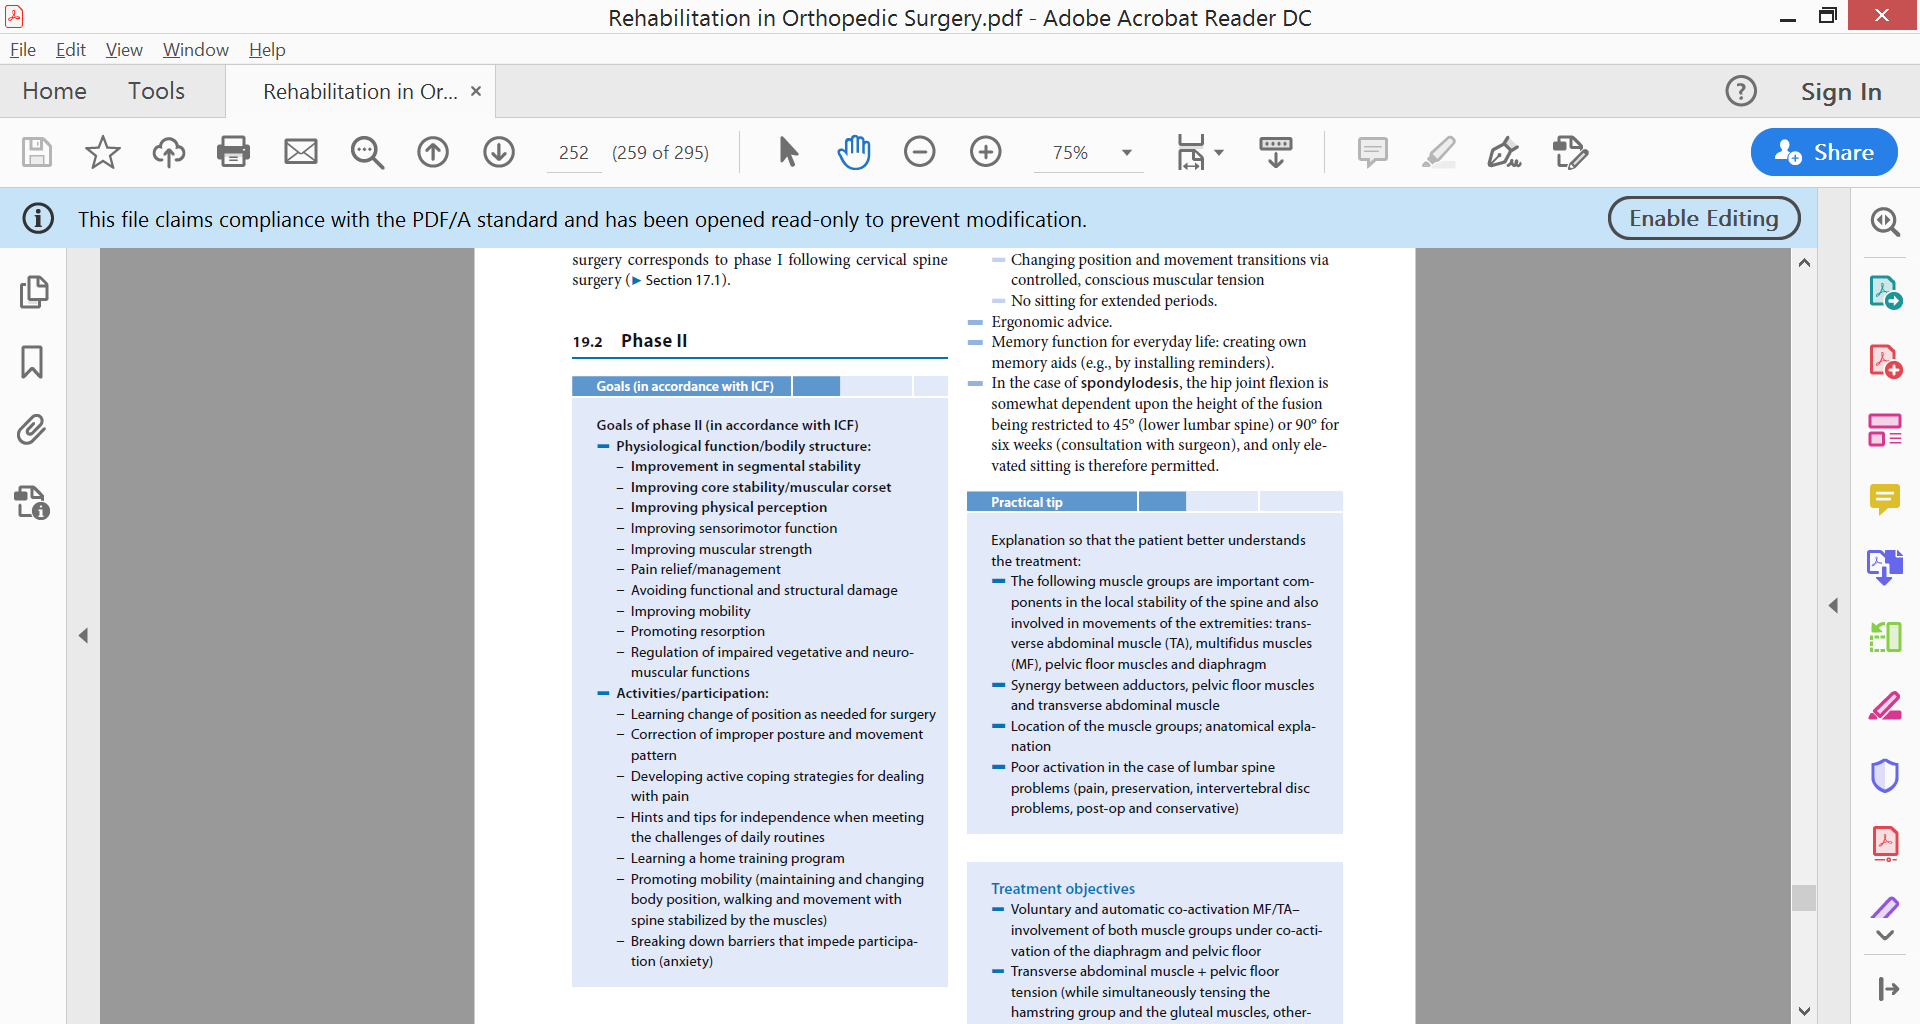 Rehabilitation in Orthopedic Surgery.pdf - Adobe Acrobat Reader DC
File Edit View Window Help
Home Tools Rehabilitation in Or... × Sign In
252 (259 of 295) 75% Share
This file claims compliance with the PDF/A standard and has been opened read-only to prevent modification. Enable Editing
surgery corresponds to phase I following cervical spine
surgery (► Section 17.1).
19.2 Phase II
Goals (in accordance with ICF)
Goals of phase II (in accordance with ICF)
Physiological function/bodily structure:
– Improvement in segmental stability
– Improving core stability/muscular corset
– Improving physical perception
– Improving sensorimotor function
– Improving muscular strength
– Pain relief/management
– Avoiding functional and structural damage
– Improving mobility
– Promoting resorption
– Regulation of impaired vegetative and neuro-
muscular functions
Activities/participation:
– Learning change of position as needed for surgery
– Correction of improper posture and movement
pattern
– Developing active coping strategies for dealing
with pain
– Hints and tips for independence when meeting
the challenges of daily routines
– Learning a home training program
– Promoting mobility (maintaining and changing
body position, walking and movement with
spine stabilized by the muscles)
– Breaking down barriers that impede participa-
tion (anxiety)
Changing position and movement transitions via
controlled, conscious muscular tension
No sitting for extended periods.
Ergonomic advice.
Memory function for everyday life: creating own
memory aids (e.g., by installing reminders).
In the case of spondylodesis, the hip joint flexion is
somewhat dependent upon the height of the fusion
being restricted to 45° (lower lumbar spine) or 90° for
six weeks (consultation with surgeon), and only ele-
vated sitting is therefore permitted.
Practical tip
Explanation so that the patient better understands
the treatment:
The following muscle groups are important com-
ponents in the local stability of the spine and also
involved in movements of the extremities: trans-
verse abdominal muscle (TA), multifidus muscles
(MF), pelvic floor muscles and diaphragm
Synergy between adductors, pelvic floor muscles
and transverse abdominal muscle
Location of the muscle groups; anatomical expla-
nation
Poor activation in the case of lumbar spine
problems (pain, preservation, intervertebral disc
problems, post-op and conservative)
Treatment objectives
Voluntary and automatic co-activation MF/TA–
involvement of both muscle groups under co-acti-
vation of the diaphragm and pelvic floor
Transverse abdominal muscle + pelvic floor
tension (while simultaneously tensing the
hamstring group and the gluteal muscles, other-